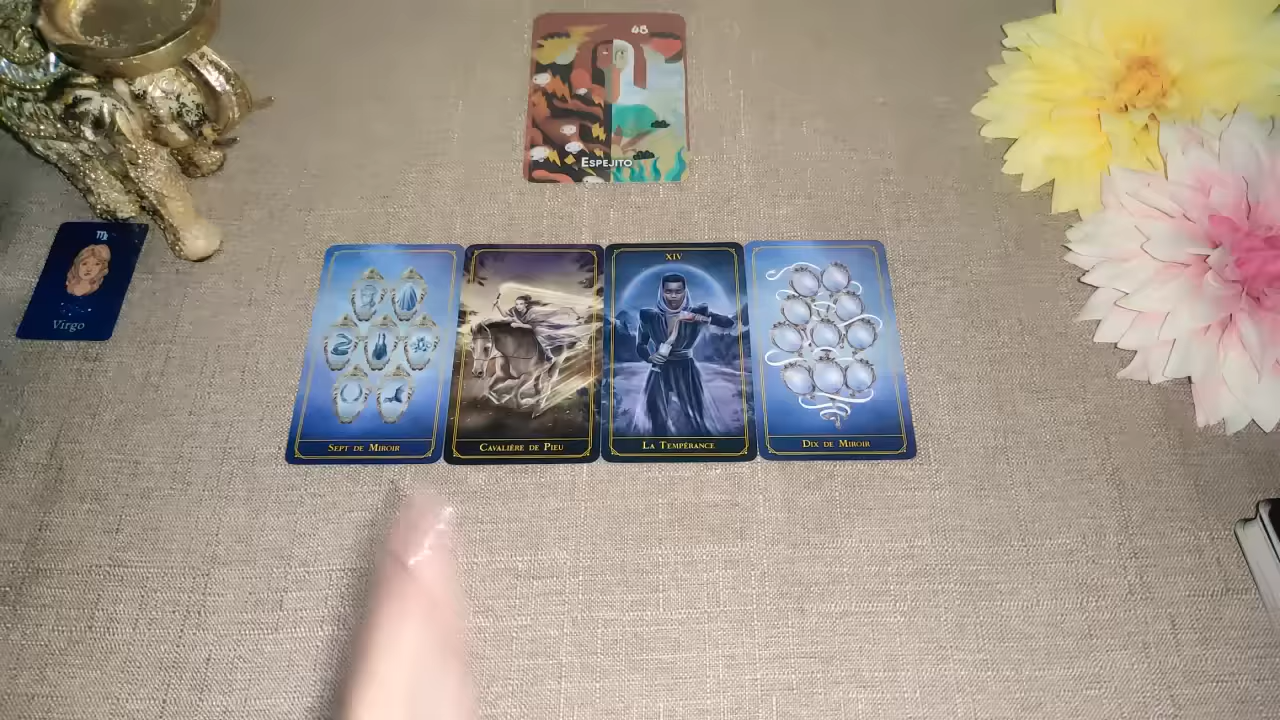 48
ESPEJITO
♍
Virgo
SEPT DE MIROIR
CAVALIÈRE DE PIEU
XIV
LA TEMPÉRANCE
DIX DE MIROIR